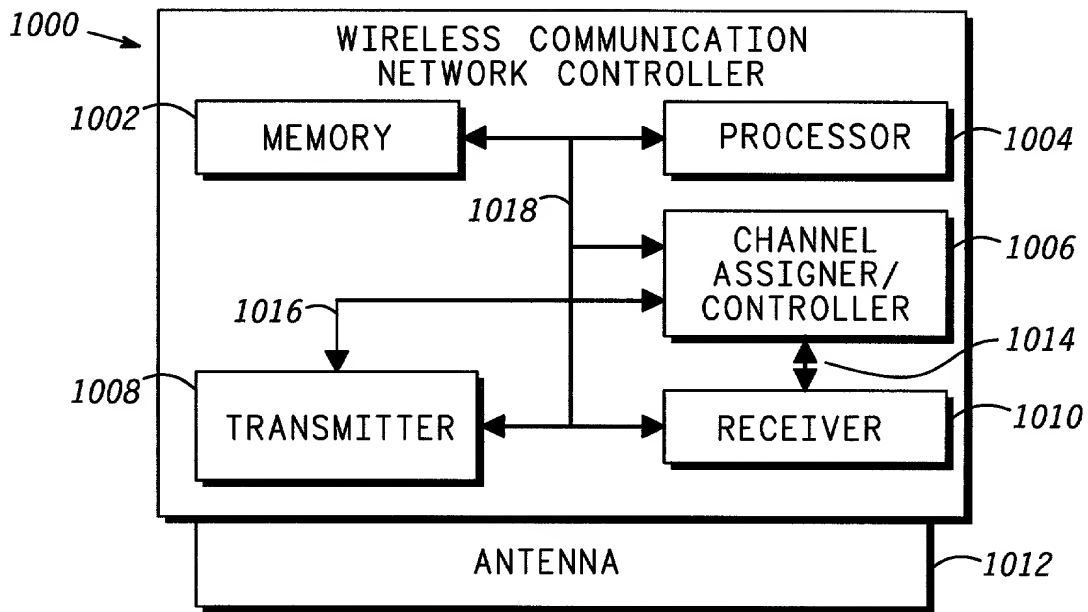 1000
WIRELESS COMMUNICATION
NETWORK CONTROLLER
1002
MEMORY
PROCESSOR
1004
1018
CHANNEL
ASSIGNER/
CONTROLLER
1006
1016
1014
1008
TRANSMITTER
RECEIVER
1010
ANTENNA
1012